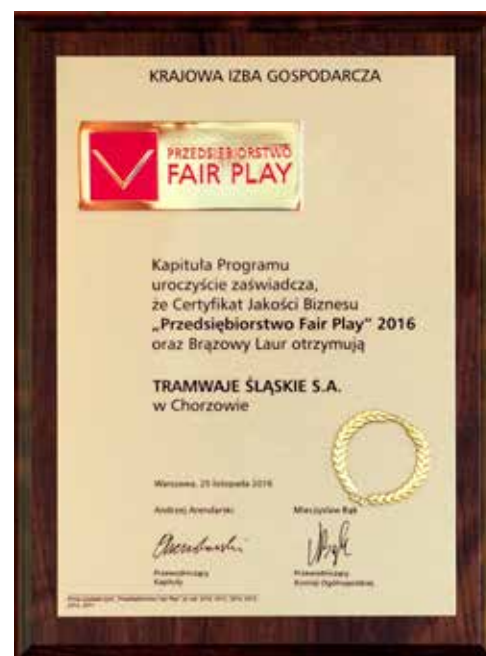 KRAJOWA IZBA GOSPODARCZA
PRZEDSIĘBIORSTWO
FAIR PLAY
Kapituła Programu
uroczyście zaświadcza,
że Certyfikat Jakości Biznesu
„Przedsiębiorstwo Fair Play” 2016
oraz Brązowy Laur otrzymują
TRAMWAJE ŚLĄSKIE S.A.
w Chorzowie
Warszawa, 25 listopada 2016
Andrzej Arendarski Mieczysław Bąk
Przewodniczący Przewodniczący
Kapituły Komisji Ogólnopolskiej